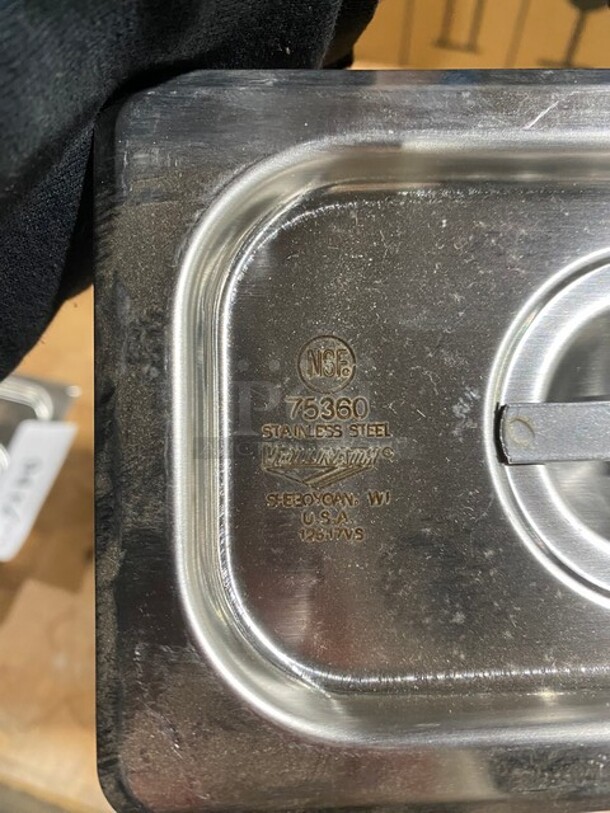 NSF
75360
STAINLESS STEEL
VOLLRATH
SHEBOYGAN, WI
U.S.A.